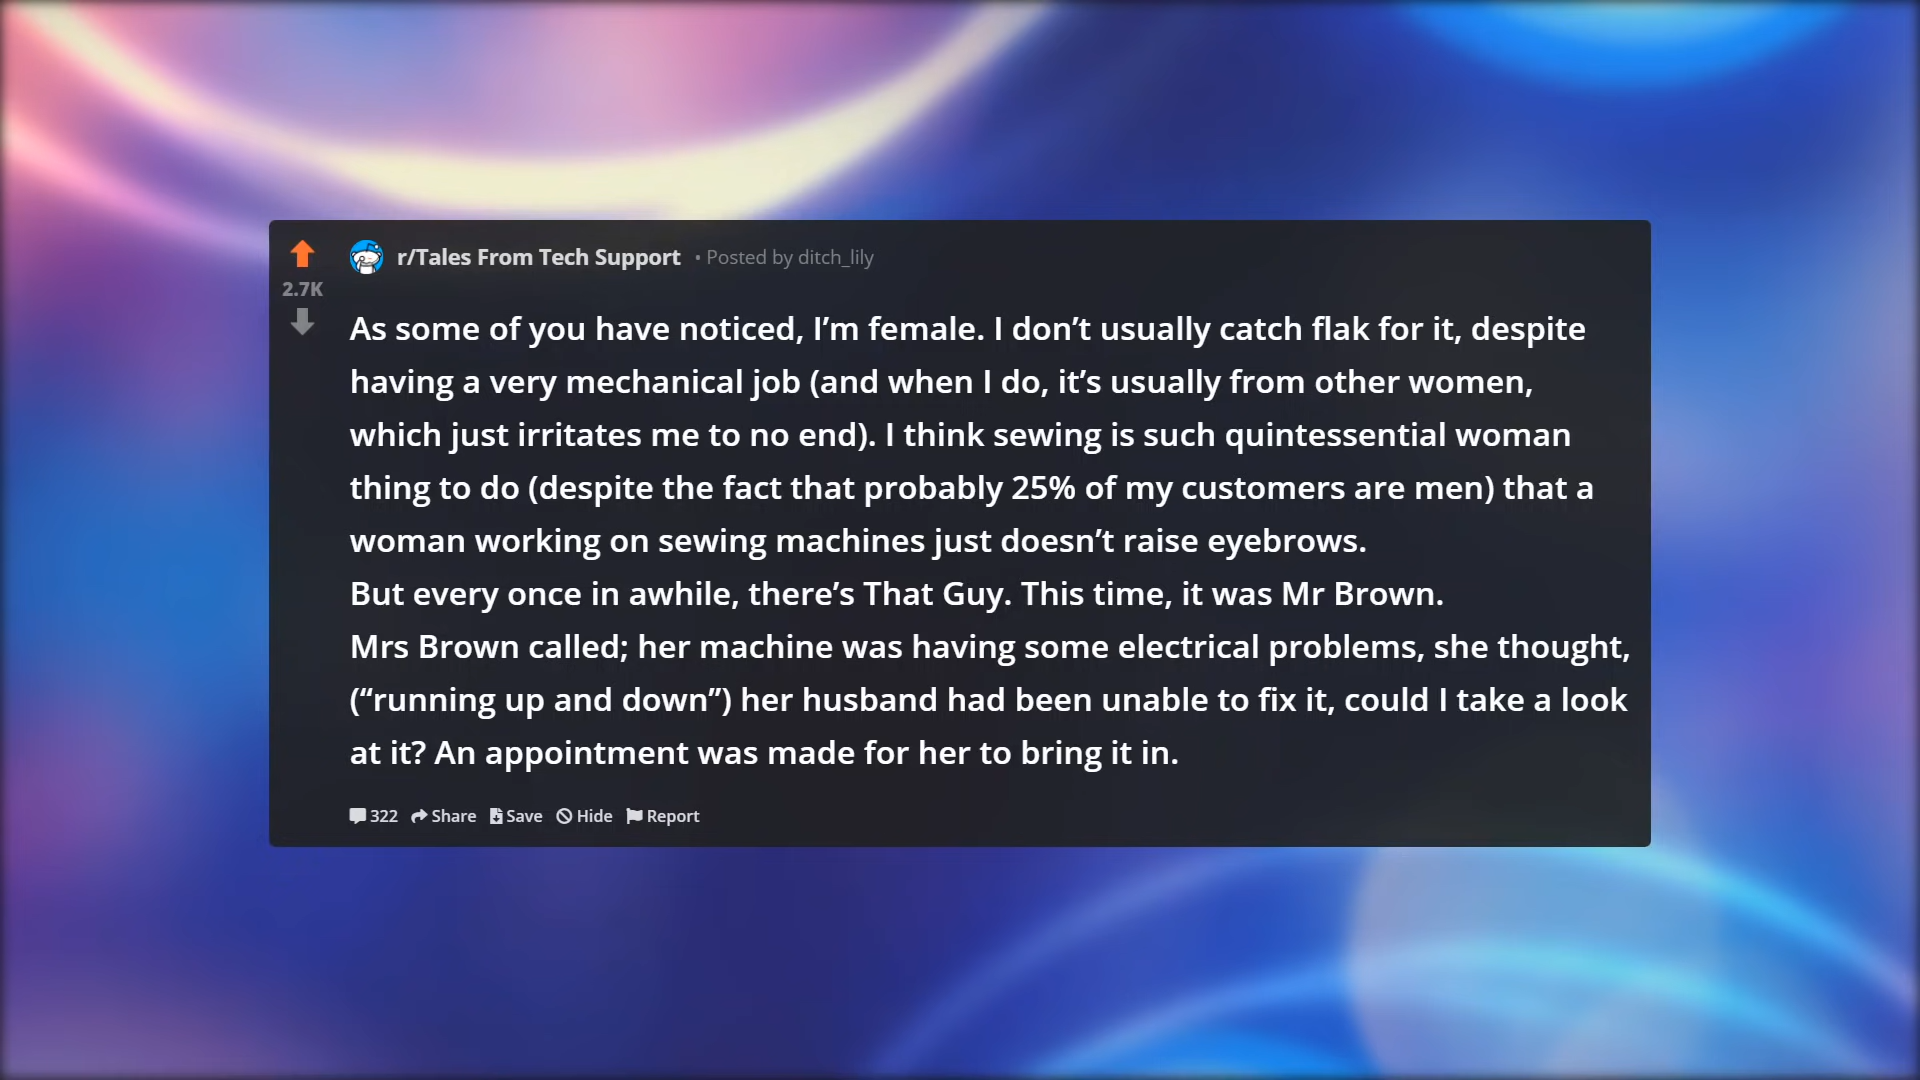 r/Tales From Tech Support • Posted by ditch_lily
2.7K
As some of you have noticed, I’m female. I don’t usually catch flak for it, despite
having a very mechanical job (and when I do, it’s usually from other women,
which just irritates me to no end). I think sewing is such quintessential woman
thing to do (despite the fact that probably 25% of my customers are men) that a
woman working on sewing machines just doesn’t raise eyebrows.
But every once in awhile, there’s That Guy. This time, it was Mr Brown.
Mrs Brown called; her machine was having some electrical problems, she thought,
(“running up and down”) her husband had been unable to fix it, could I take a look
at it? An appointment was made for her to bring it in.
322 Share Save Hide Report